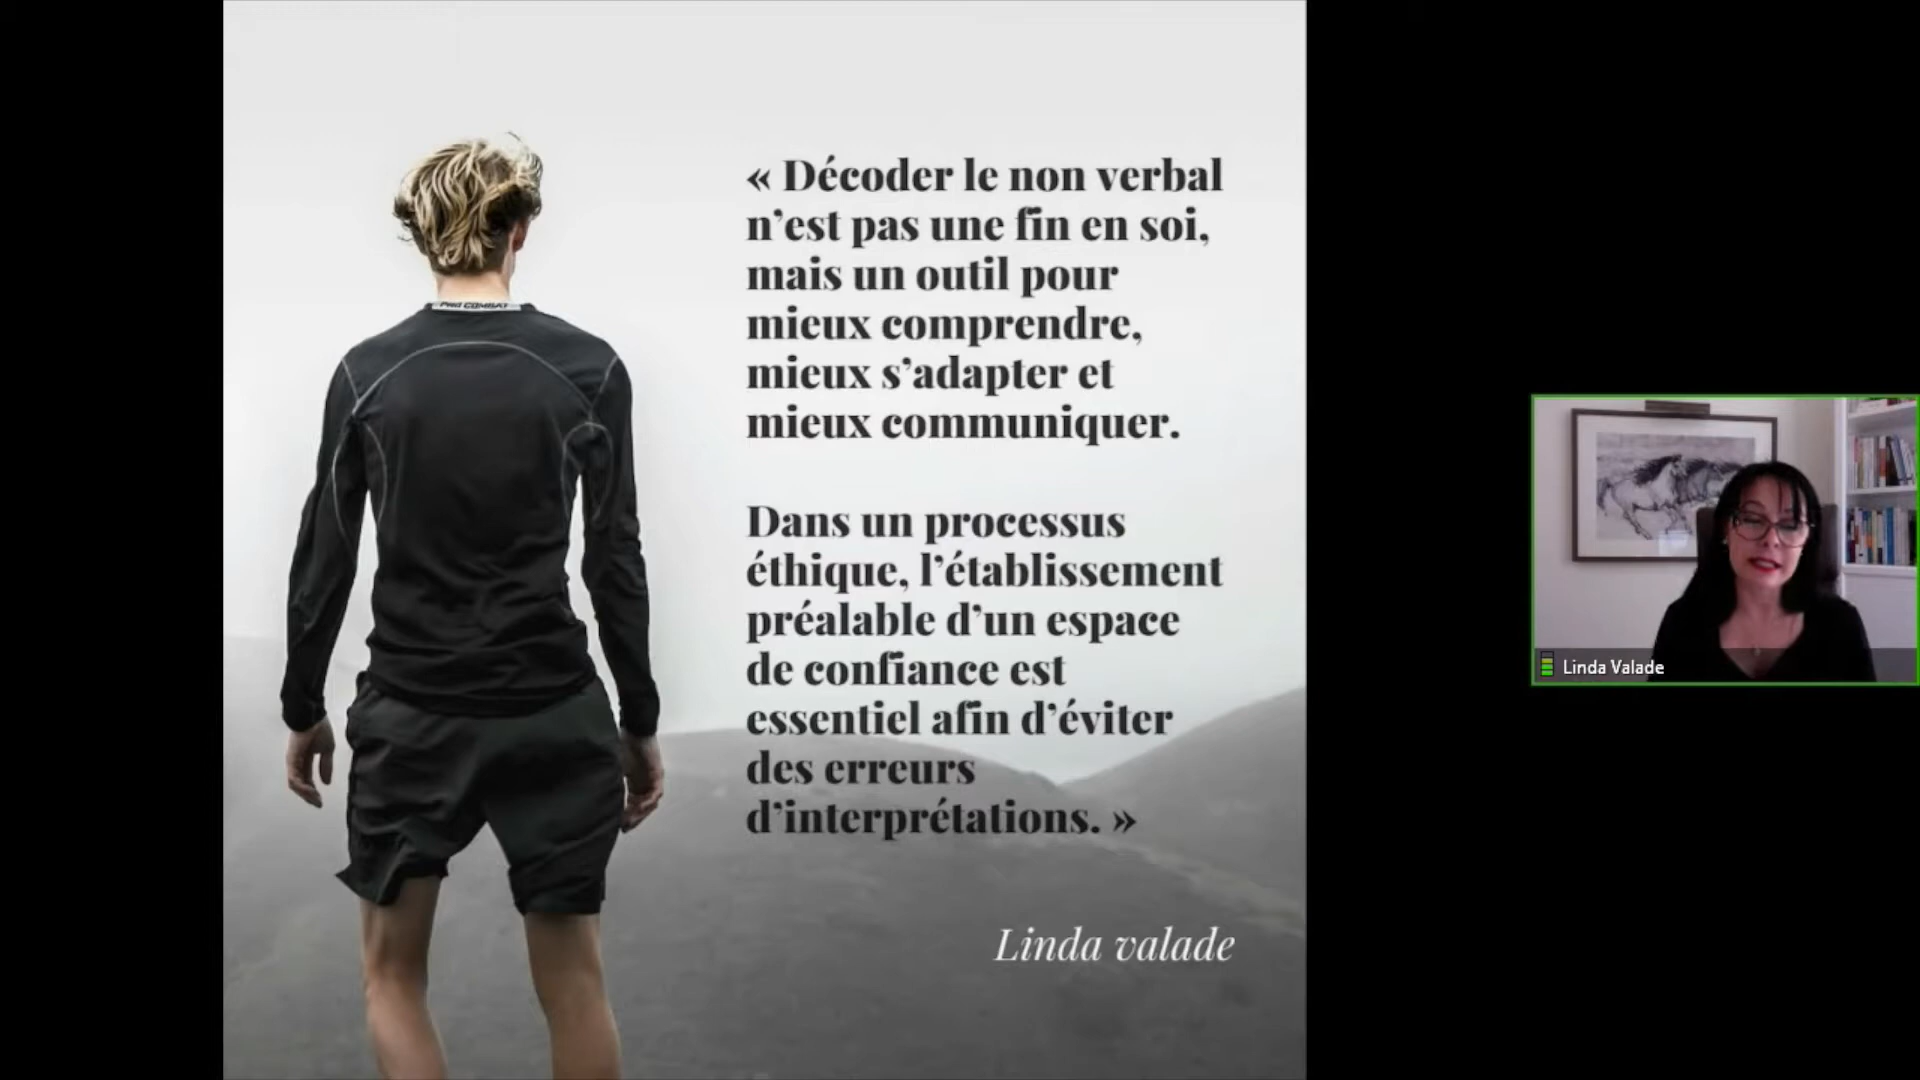 « Décoder le non verbal
n’est pas une fin en soi,
mais un outil pour
mieux comprendre,
mieux s’adapter et
mieux communiquer.
Dans un processus
éthique, l’établissement
préalable d’un espace
de confiance est
essentiel afin d’éviter
des erreurs
d’interprétations. »
Linda valade
PRO COMBAT
Linda Valade